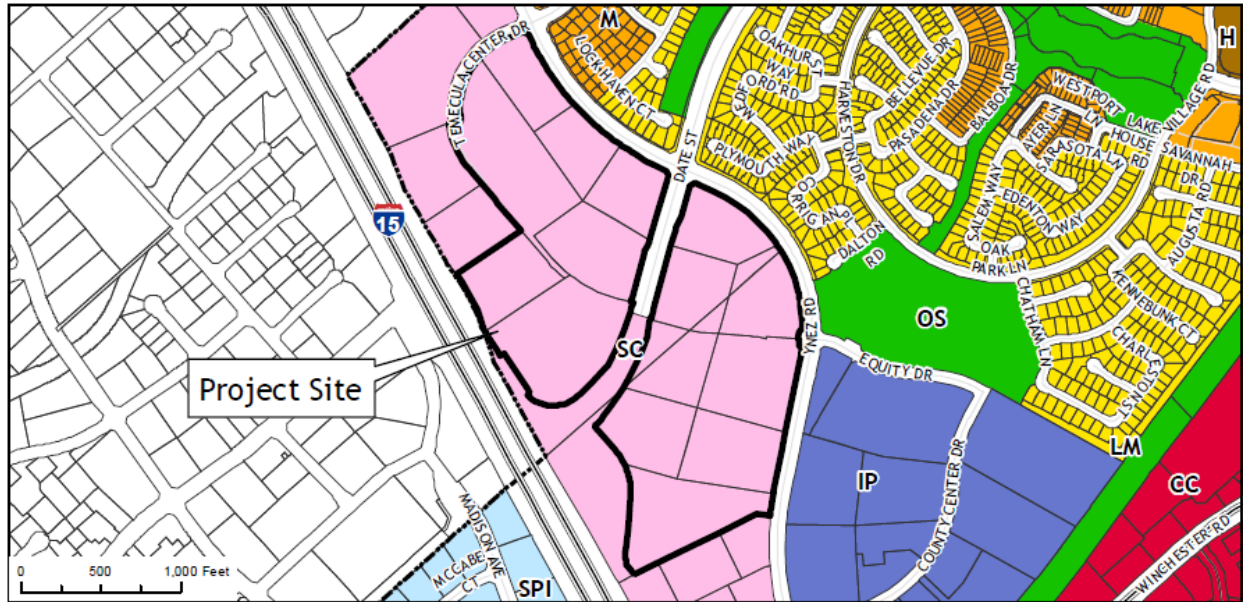 M
H
TEMECULA CENTER DR
LOCKHAVEN CT
OAKHURST
WAY
EDFORD RD
HARVESTON DR
BELLEVUE DR
PASADENA DR
BALBOA DR
WESTPORT
LN
LAKE
HOUSE
RD
VILLAGE RD
AYER LN
SARASOTA LN
SAVANNAH
DR
DATE ST
PLYMOUTH WAY
CORRIGAN PL
DALTON
RD
SALEM WAY
EDENTON WAY
OAK
PARK LN
AUGUSTA RD
KENNEBUNK CT
CHATHAM LN
CHARLESTON ST
15
SC
OS
YNEZ RD
EQUITY DR
Project Site
LM
IP
CC
COUNTY CENTER DR
WINCHESTER RD
MADISON AVE
MCCABE
CT
SPI
0 500 1,000 Feet